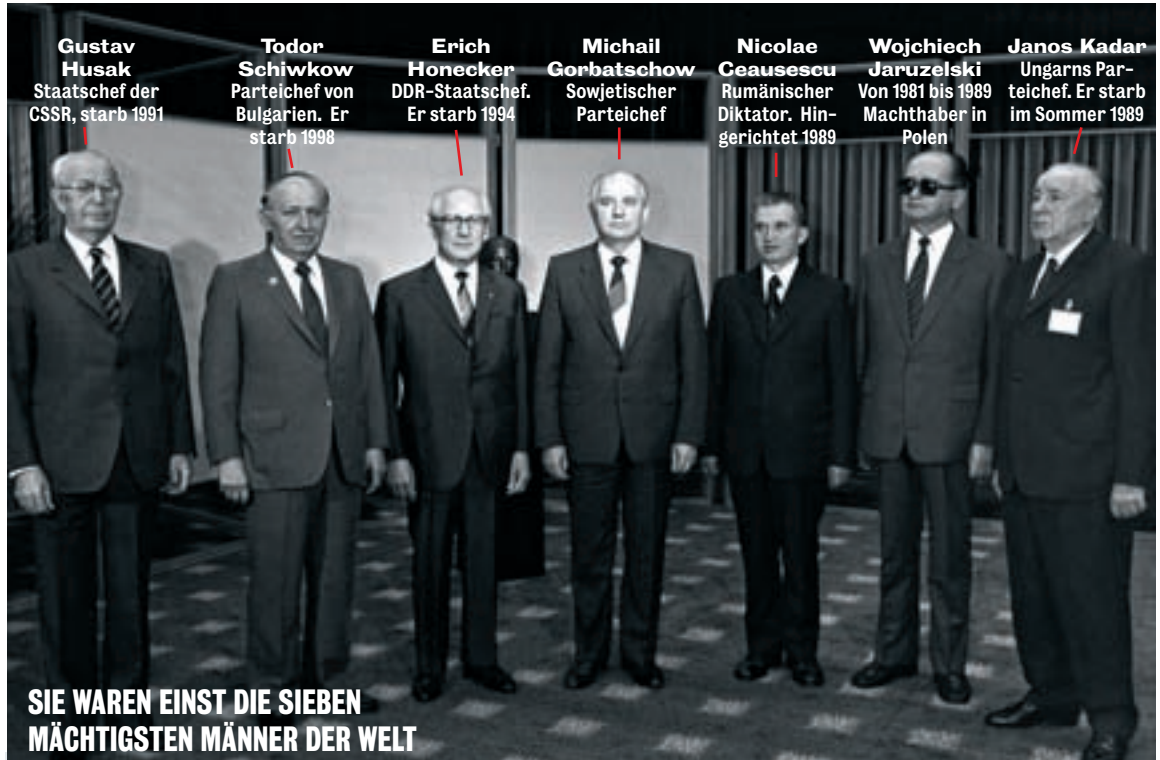 Gustav
Husak
Staatschef der
CSSR, starb 1991
Todor
Schiwkow
Parteichef von
Bulgarien. Er
starb 1998
Erich
Honecker
DDR-Staatschef.
Er starb 1994
Michail
Gorbatschow
Sowjetischer
Parteichef
Nicolae
Ceausescu
Rumänischer
Diktator. Hin-
gerichtet 1989
Wojchiech
Jaruzelski
Von 1981 bis 1989
Machthaber in
Polen
Janos Kadar
Ungarns Par-
teichef. Er starb
im Sommer 1989
SIE WAREN EINST DIE SIEBEN
MÄCHTIGSTEN MÄNNER DER WELT